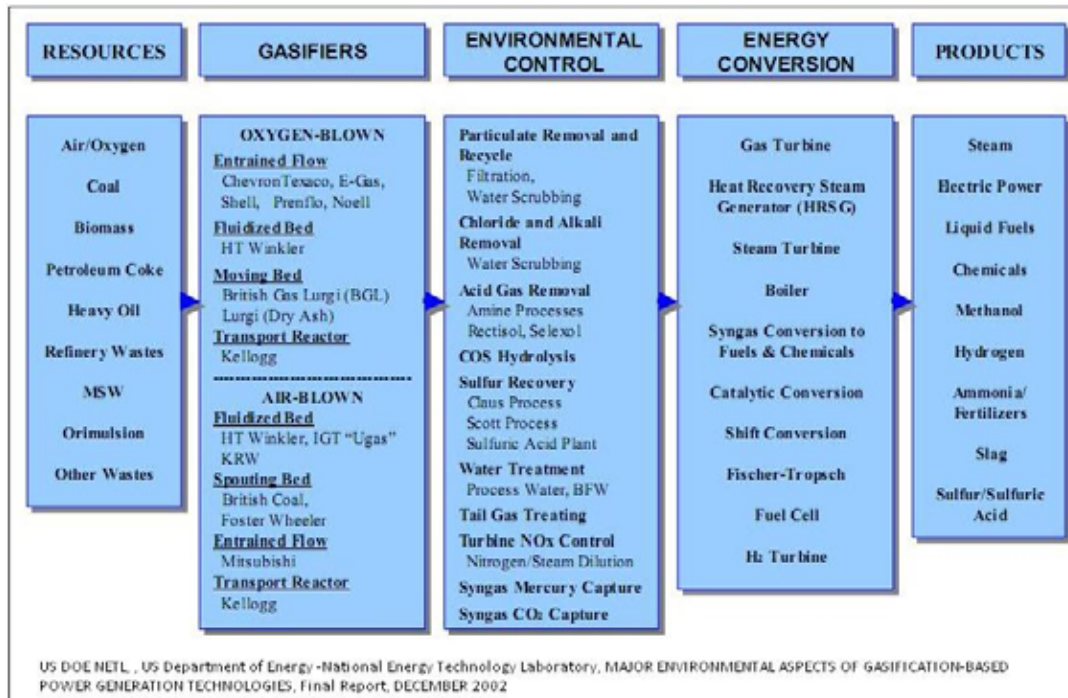 RESOURCES
GASIFIERS
ENVIRONMENTAL
CONTROL
ENERGY
CONVERSION
PRODUCTS
Air/Oxygen
Coal
Biomass
Petroleum Coke
Heavy Oil
Refinery Wastes
MSW
Orimulsion
Other Wastes
OXYGEN-BLOWN
Entrained Flow
ChevronTexaco, E-Gas,
Shell, Prenflo, Noell
Fluidized Bed
HT Winkler
Moving Bed
British Gas Lurgi (BGL)
Lurgi (Dry Ash)
Transport Reactor
Kellogg
AIR-BLOWN
Fluidized Bed
HT Winkler, IGT “Ugas”
KRW
Spouting Bed
British Coal,
Foster Wheeler
Entrained Flow
Mitsubishi
Transport Reactor
Kellogg
Particulate Removal and
Recycle
Filtration,
Water Scrubbing
Chloride and Alkali
Removal
Water Scrubbing
Acid Gas Removal
Amine Processes
Rectisol, Selexol
COS Hydrolysis
Sulfur Recovery
Claus Process
Scott Process
Sulfuric Acid Plant
Water Treatment
Process Water, BFW
Tail Gas Treating
Turbine NOx Control
Nitrogen/Steam Dilution
Syngas Mercury Capture
Syngas CO₂ Capture
Gas Turbine
Heat Recovery Steam
Generator (HRSG)
Steam Turbine
Boiler
Syngas Conversion to
Fuels & Chemicals
Catalytic Conversion
Shift Conversion
Fischer-Tropsch
Fuel Cell
H₂ Turbine
Steam
Electric Power
Liquid Fuels
Chemicals
Methanol
Hydrogen
Ammonia/
Fertilizers
Slag
Sulfur/Sulfuric
Acid
US DOE NETL , US Department of Energy -National Energy Technology Laboratory, MAJOR ENVIRONMENTAL ASPECTS OF GASIFICATION-BASED
POWER GENERATION TECHNOLOGIES, Final Report, DECEMBER 2002